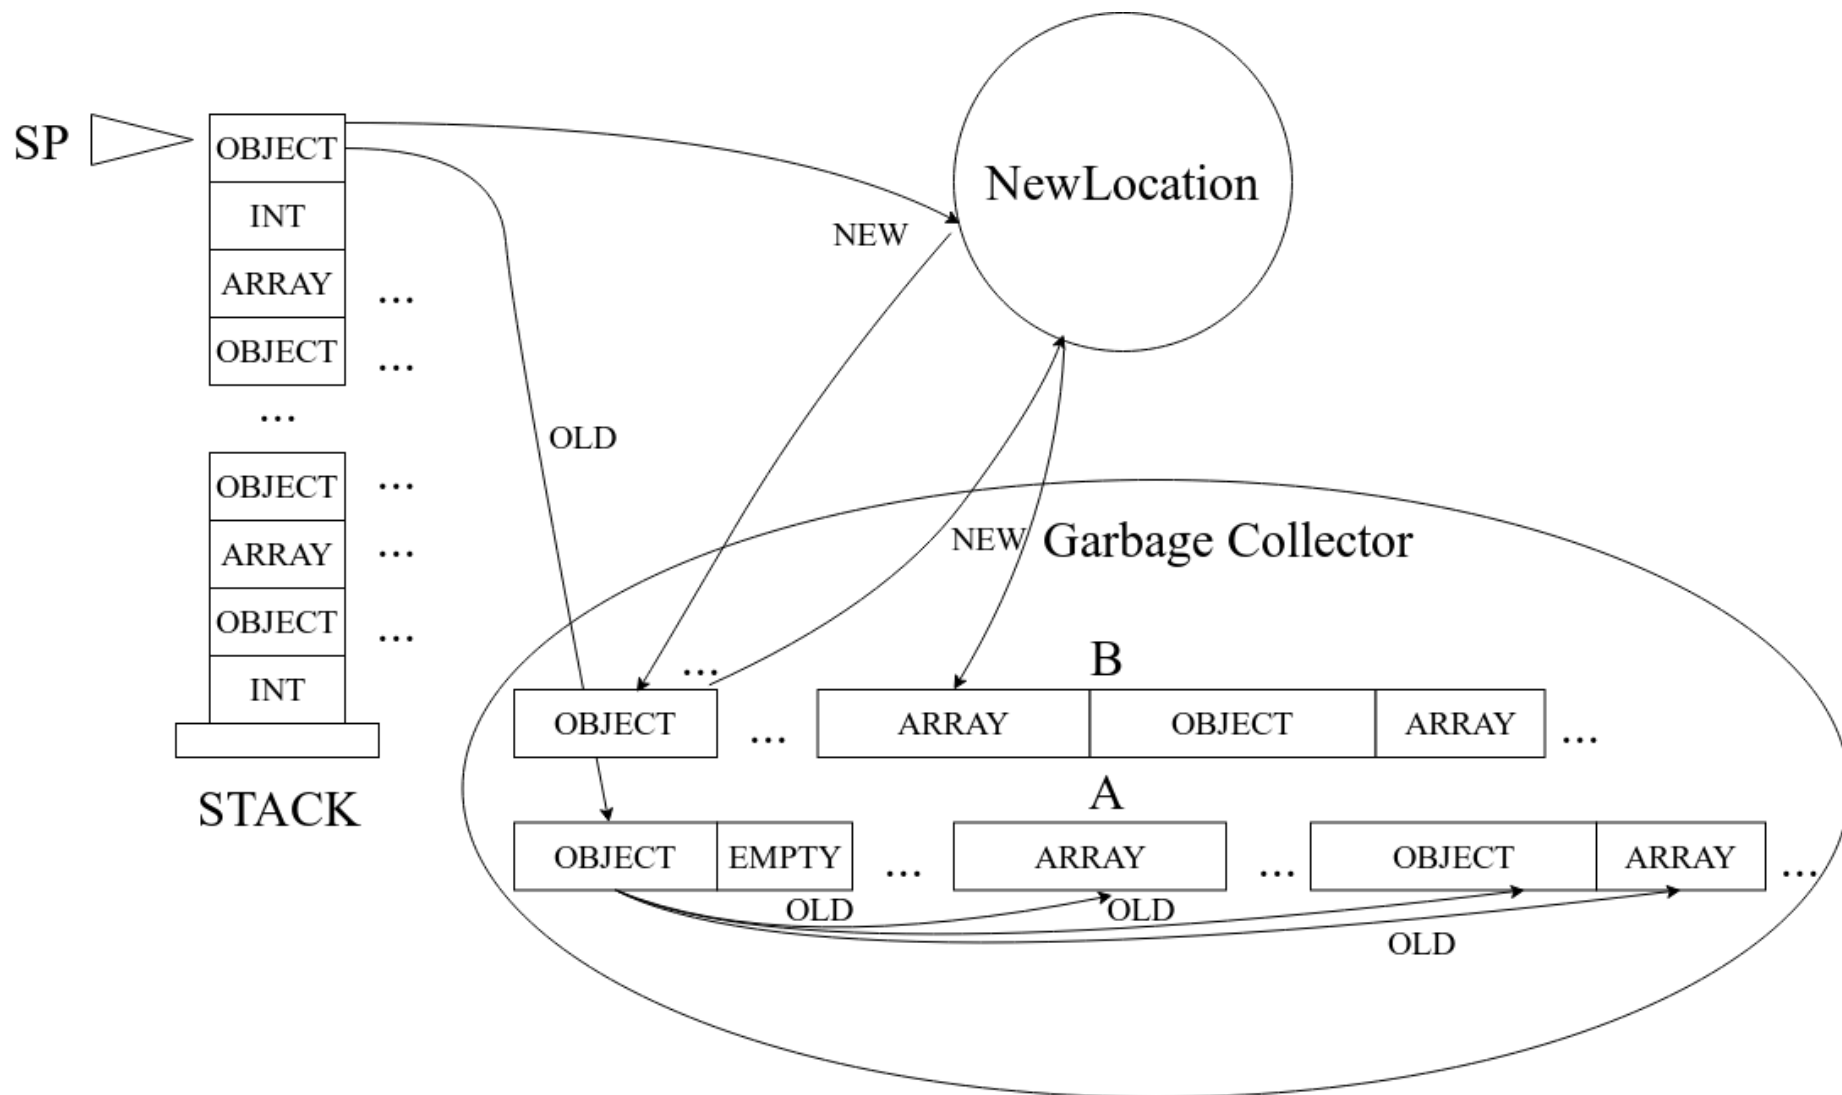 SP
OBJECT
INT
ARRAY ...
OBJECT ...
...
OBJECT ...
ARRAY ...
OBJECT ...
INT
STACK
NewLocation
NEW
OLD
NEW
Garbage Collector
...
B
OBJECT ... ARRAY OBJECT ARRAY ...
A
OBJECT EMPTY ... ARRAY ... OBJECT ARRAY ...
OLD OLD
OLD